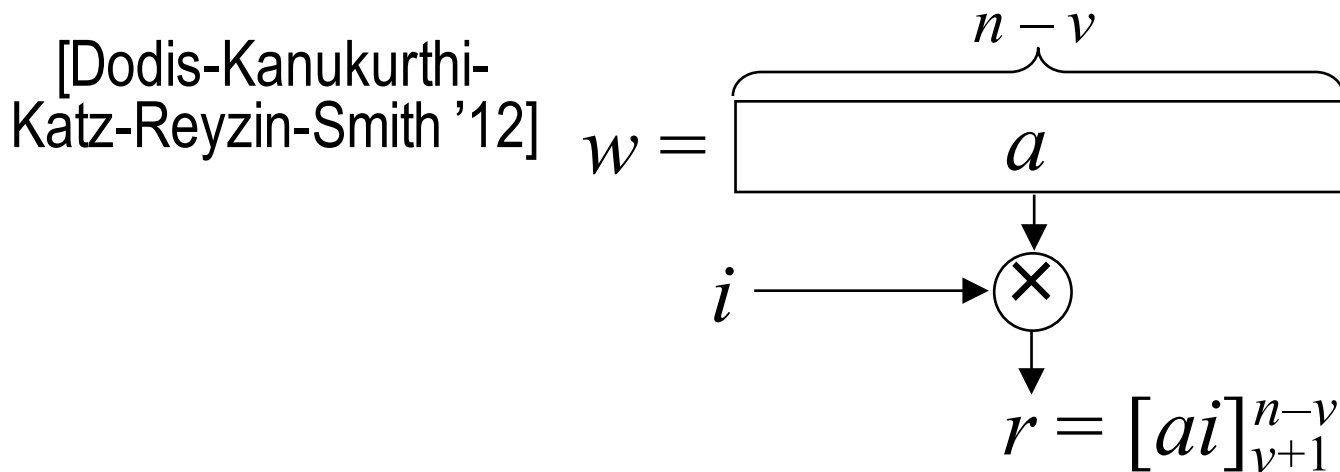 [Dodis-Kanukurthi-
Katz-Reyzin-Smith ’12]
n – v
w =
a
i
×
r = [ai]_{v+1}^{n–v}